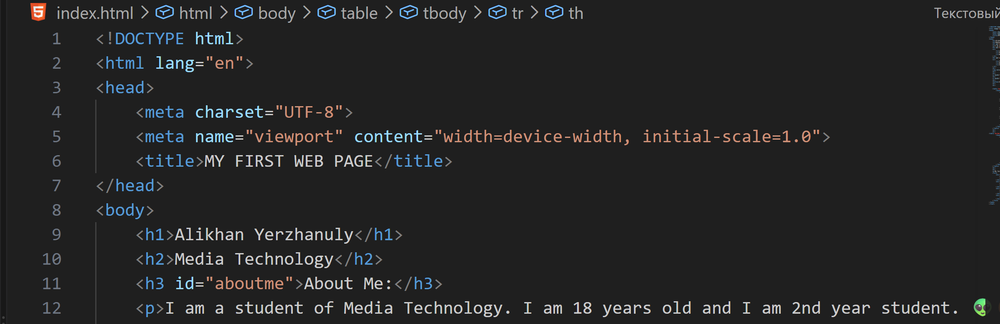 index.html > html > body > table > tbody > tr > th
Текстовый
1 <!DOCTYPE html>
2 <html lang="en">
3 <head>
4 <meta charset="UTF-8">
5 <meta name="viewport" content="width=device-width, initial-scale=1.0">
6 <title>MY FIRST WEB PAGE</title>
7 </head>
8 <body>
9 <h1>Alikhan Yerzhanuly</h1>
10 <h2>Media Technology</h2>
11 <h3 id="aboutme">About Me:</h3>
12 <p>I am a student of Media Technology. I am 18 years old and I am 2nd year student. 👽